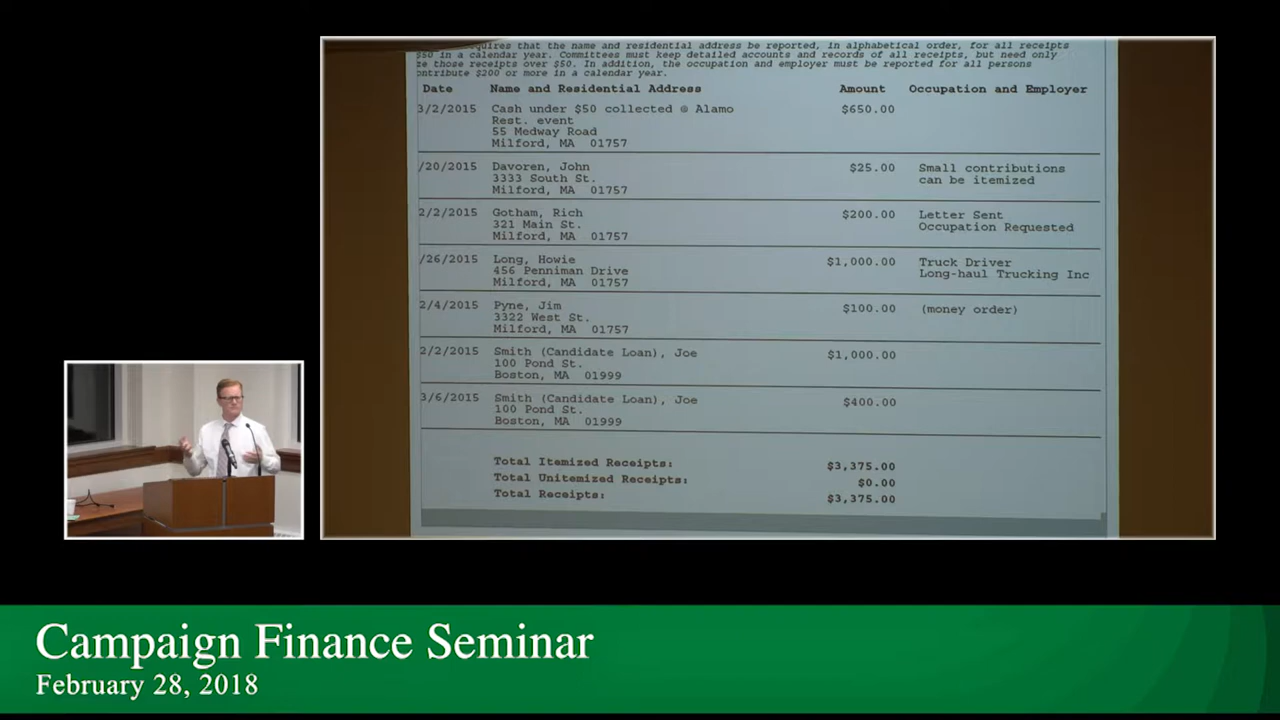 quires that the name and residential address be reported, in alphabetical order, for all receipts
$50 in a calendar year. Committees must keep detailed accounts and records of all receipts, but need only
e those receipts over $50. In addition, the occupation and employer must be reported for all persons
ontribute $200 or more in a calendar year.
Date Name and Residential Address Amount Occupation and Employer
3/2/2015 Cash under $50 collected @ Alamo $650.00
Rest. event
55 Medway Road
Milford, MA 01757
/20/2015 Davoren, John $25.00 Small contributions
3333 South St. can be itemized
Milford, MA 01757
2/2/2015 Gotham, Rich $200.00 Letter Sent
321 Main St. Occupation Requested
Milford, MA 01757
/26/2015 Long, Howie $1,000.00 Truck Driver
456 Penniman Drive Long-haul Trucking Inc
Milford, MA 01757
2/4/2015 Pyne, Jim $100.00 (money order)
3322 West St.
Milford, MA 01757
2/2/2015 Smith (Candidate Loan), Joe $1,000.00
100 Pond St.
Boston, MA 01999
3/6/2015 Smith (Candidate Loan), Joe $400.00
100 Pond St.
Boston, MA 01999
Total Itemized Receipts: $3,375.00
Total Unitemized Receipts: $0.00
Total Receipts: $3,375.00
Campaign Finance Seminar
February 28, 2018